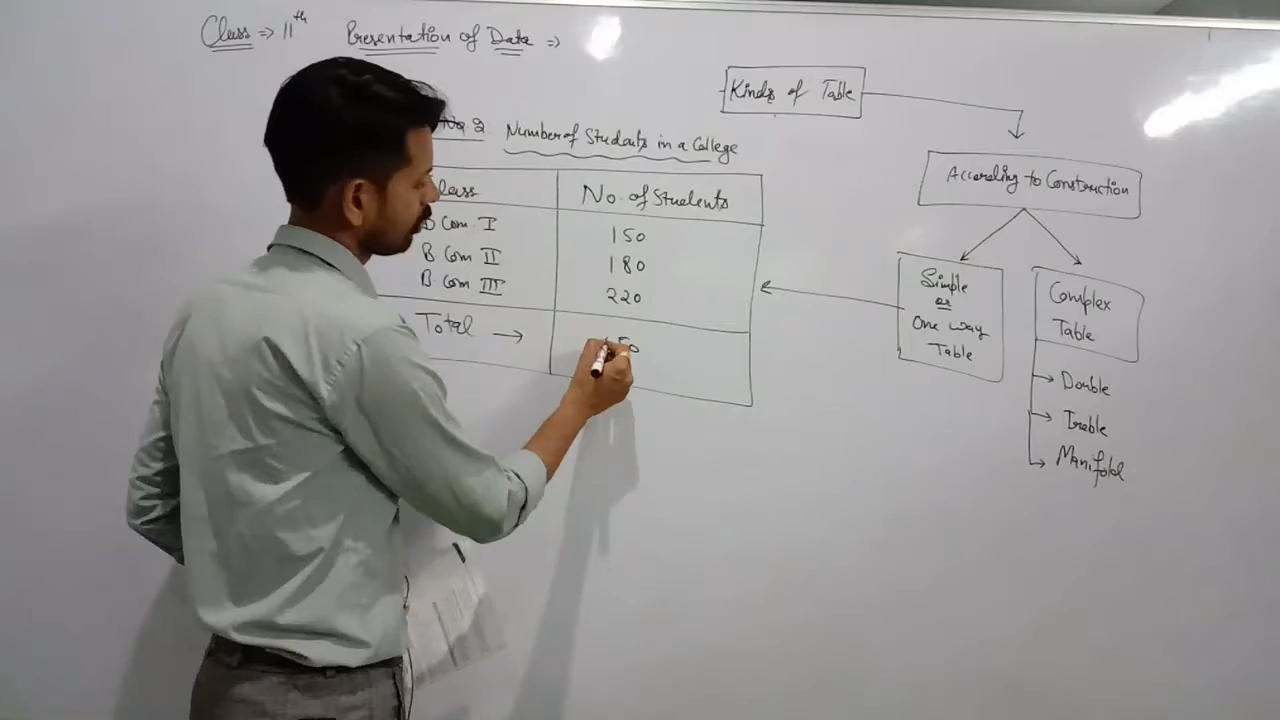 Class => 11th Presentation of Data =>
Kinds of Table
2 Number of Students in a College
According to Construction
No. of Students
Com I 150
B. Com II 180
B. Com III 220
Total → 50
Simple
or
One way
Table
Complex
Table
→ Double
→ Treble
→ Manifold